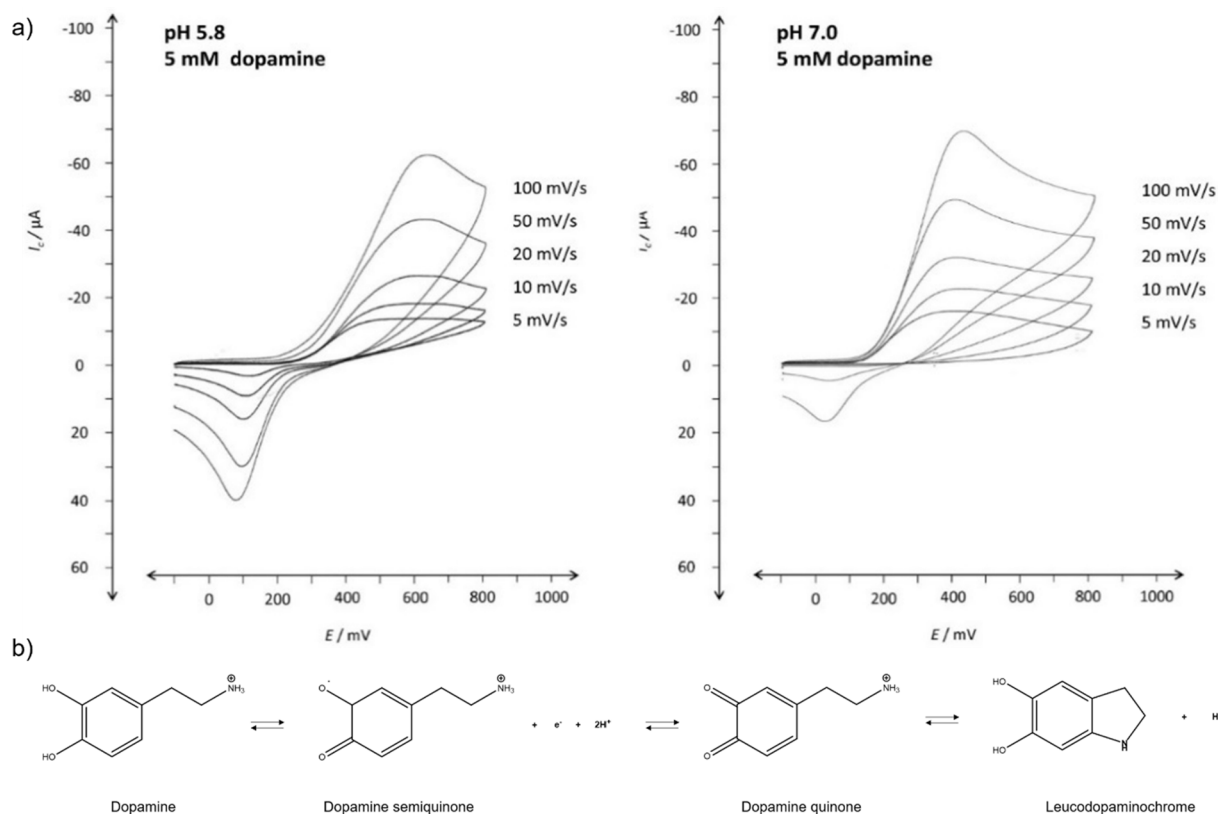 a)
pH 5.8
5 mM dopamine
-100
-80
-60
-40
-20
0
20
40
60
I_c / µA
100 mV/s
50 mV/s
20 mV/s
10 mV/s
5 mV/s
0 200 400 600 800 1000
E / mV
pH 7.0
5 mM dopamine
-100
-80
-60
-40
-20
0
20
40
60
I_c / µA
100 mV/s
50 mV/s
20 mV/s
10 mV/s
5 mV/s
0 200 400 600 800 1000
E / mV
b)
HO
HO
⊕
NH₃
O·
O
⊕
NH₃
+ e⁻ + 2H⁺
O
O
⊕
NH₃
HO
HO
N
H
+ H
Dopamine
Dopamine semiquinone
Dopamine quinone
Leucodopaminochrome